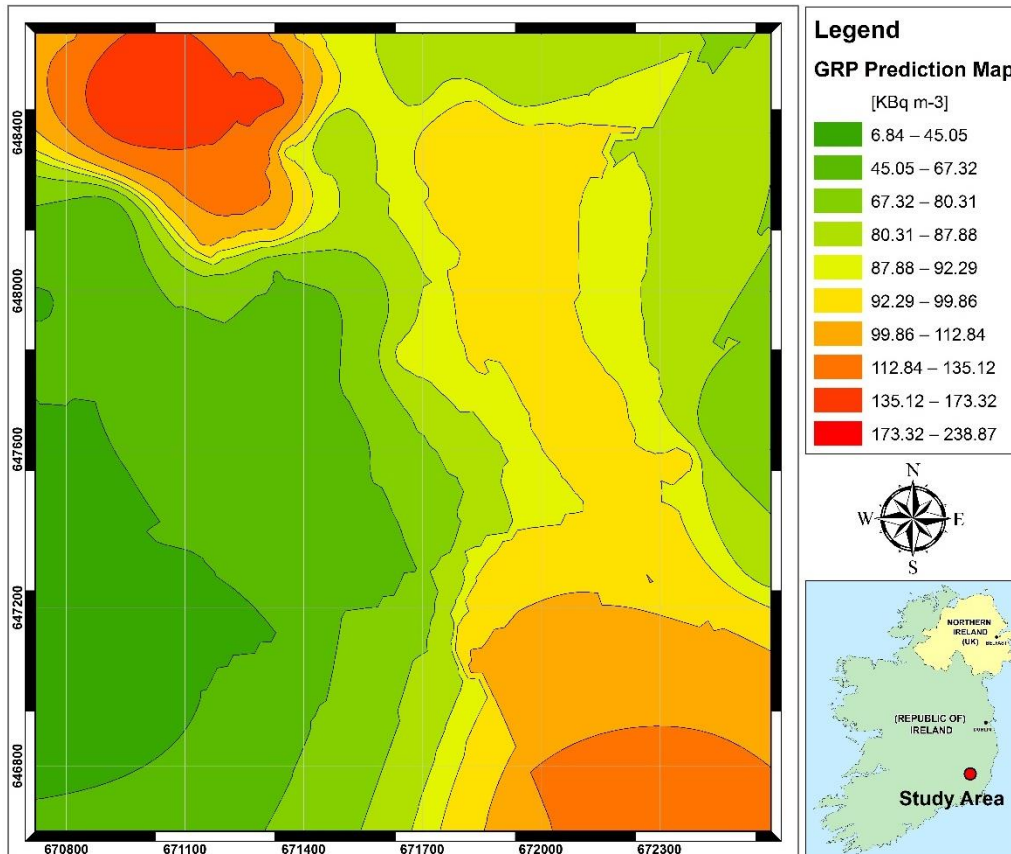 Legend
GRP Prediction Map
[KBq m-3]
6.84 – 45.05
45.05 – 67.32
67.32 – 80.31
80.31 – 87.88
87.88 – 92.29
92.29 – 99.86
99.86 – 112.84
112.84 – 135.12
135.12 – 173.32
173.32 – 238.87
648400
648000
647600
647200
646800
670800 671100 671400 671700 672000 672300
N
W E
S
NORTHERN
IRELAND
(UK)
BELFAST
(REPUBLIC OF)
IRELAND
DUBLIN
Study Area